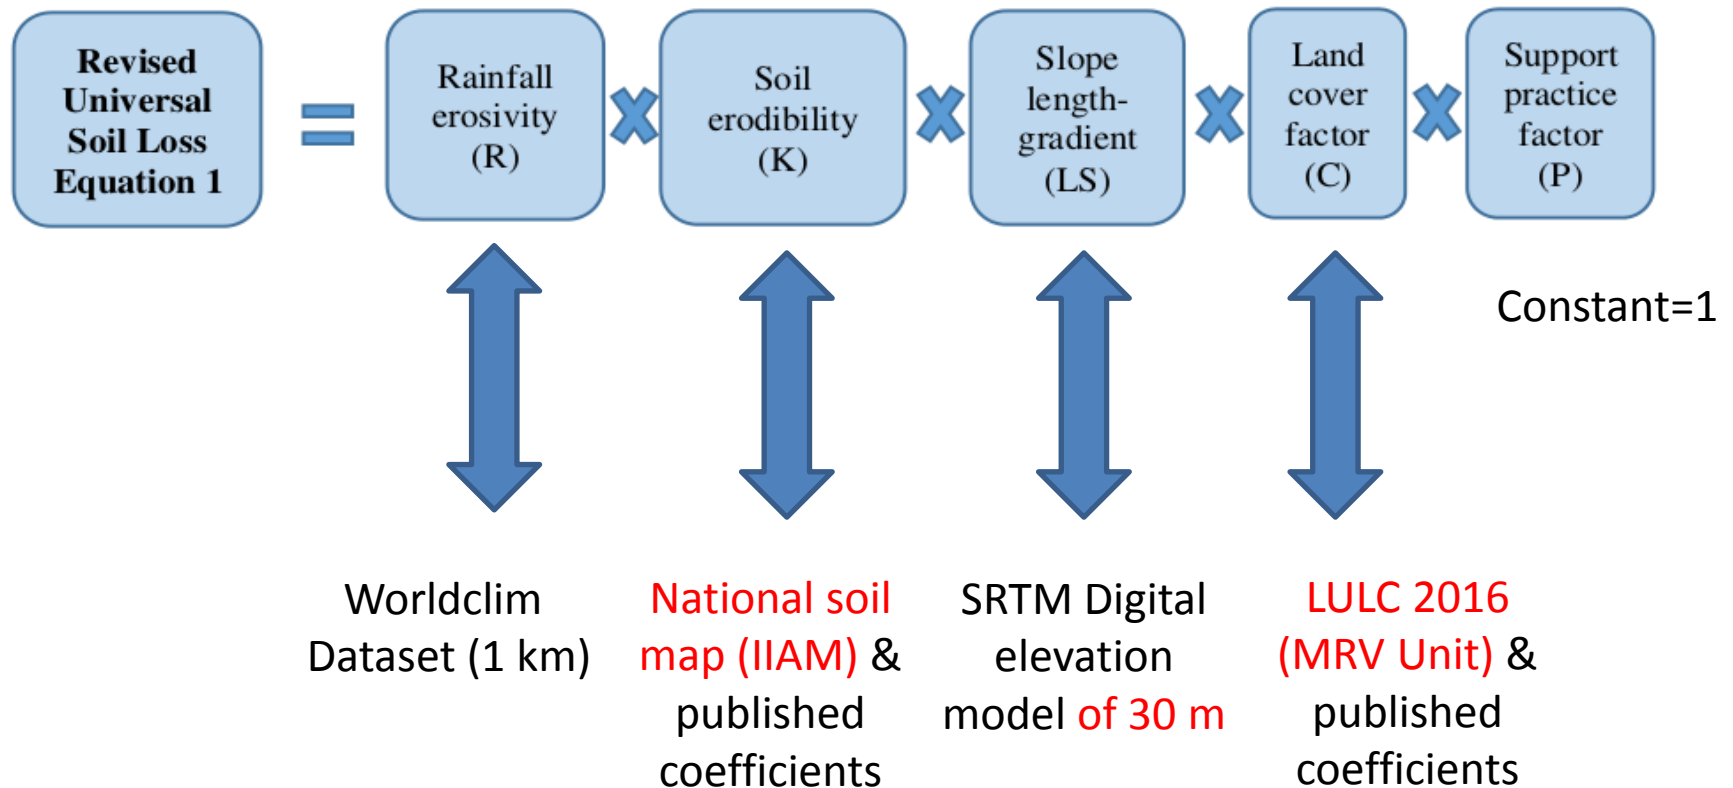 Revised
Universal
Soil Loss
Equation 1
=
Rainfall
erosivity
(R)
×
Soil
erodibility
(K)
×
Slope
length-
gradient
(LS)
×
Land
cover
factor
(C)
×
Support
practice
factor
(P)
Constant=1
Worldclim
Dataset (1 km)
National soil
map (IIAM) &
published
coefficients
SRTM Digital
elevation
model of 30 m
LULC 2016
(MRV Unit) &
published
coefficients